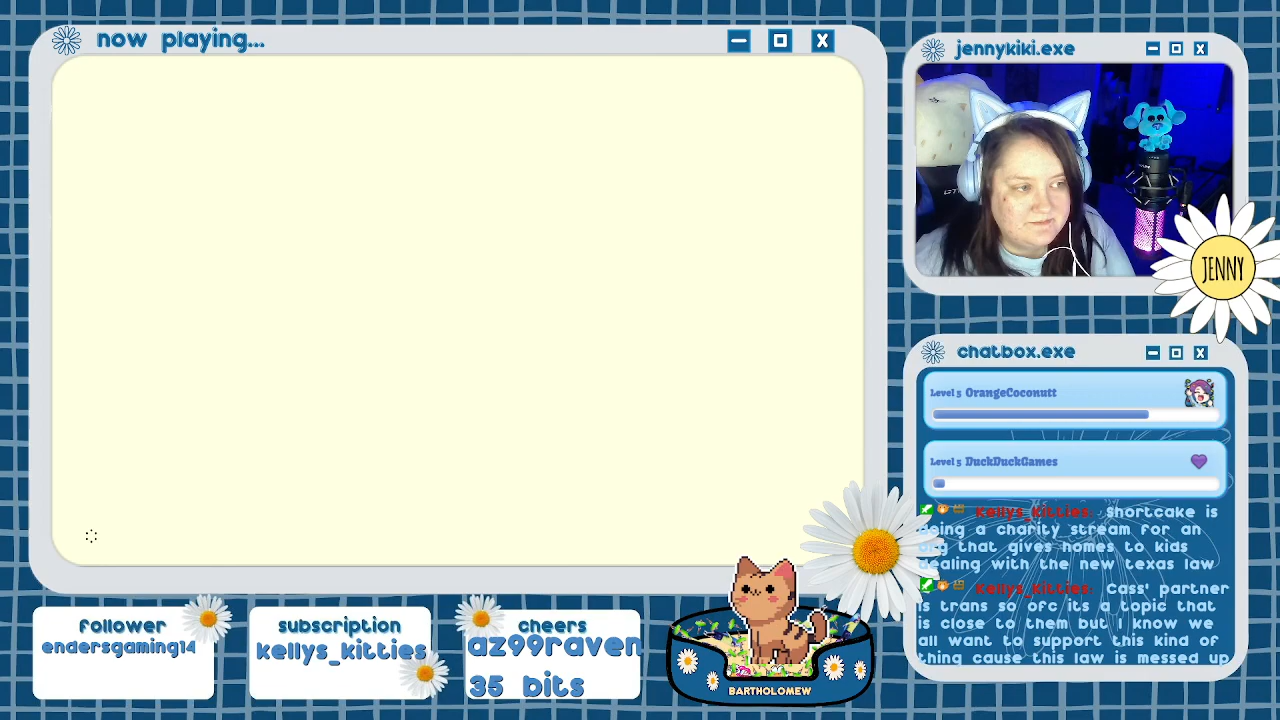 now playing...
jennykiki.exe
JENNY
chatbox.exe
Level 5 OrangeCoconutt
Level 5 DuckDuckGames
Kellys_Kitties: Shortcake is
doing a charity stream for an
org that gives homes to kids
dealing with the new texas law
Kellys_Kitties: Cass' partner
is trans so ofc its a topic that
is close to them but I know we
all want to support this kind of
thing cause this law is messed up
follower
endersgaming14
subscription
kellys_kitties
cheers
az99raven
35 bits
BARTHOLOMEW